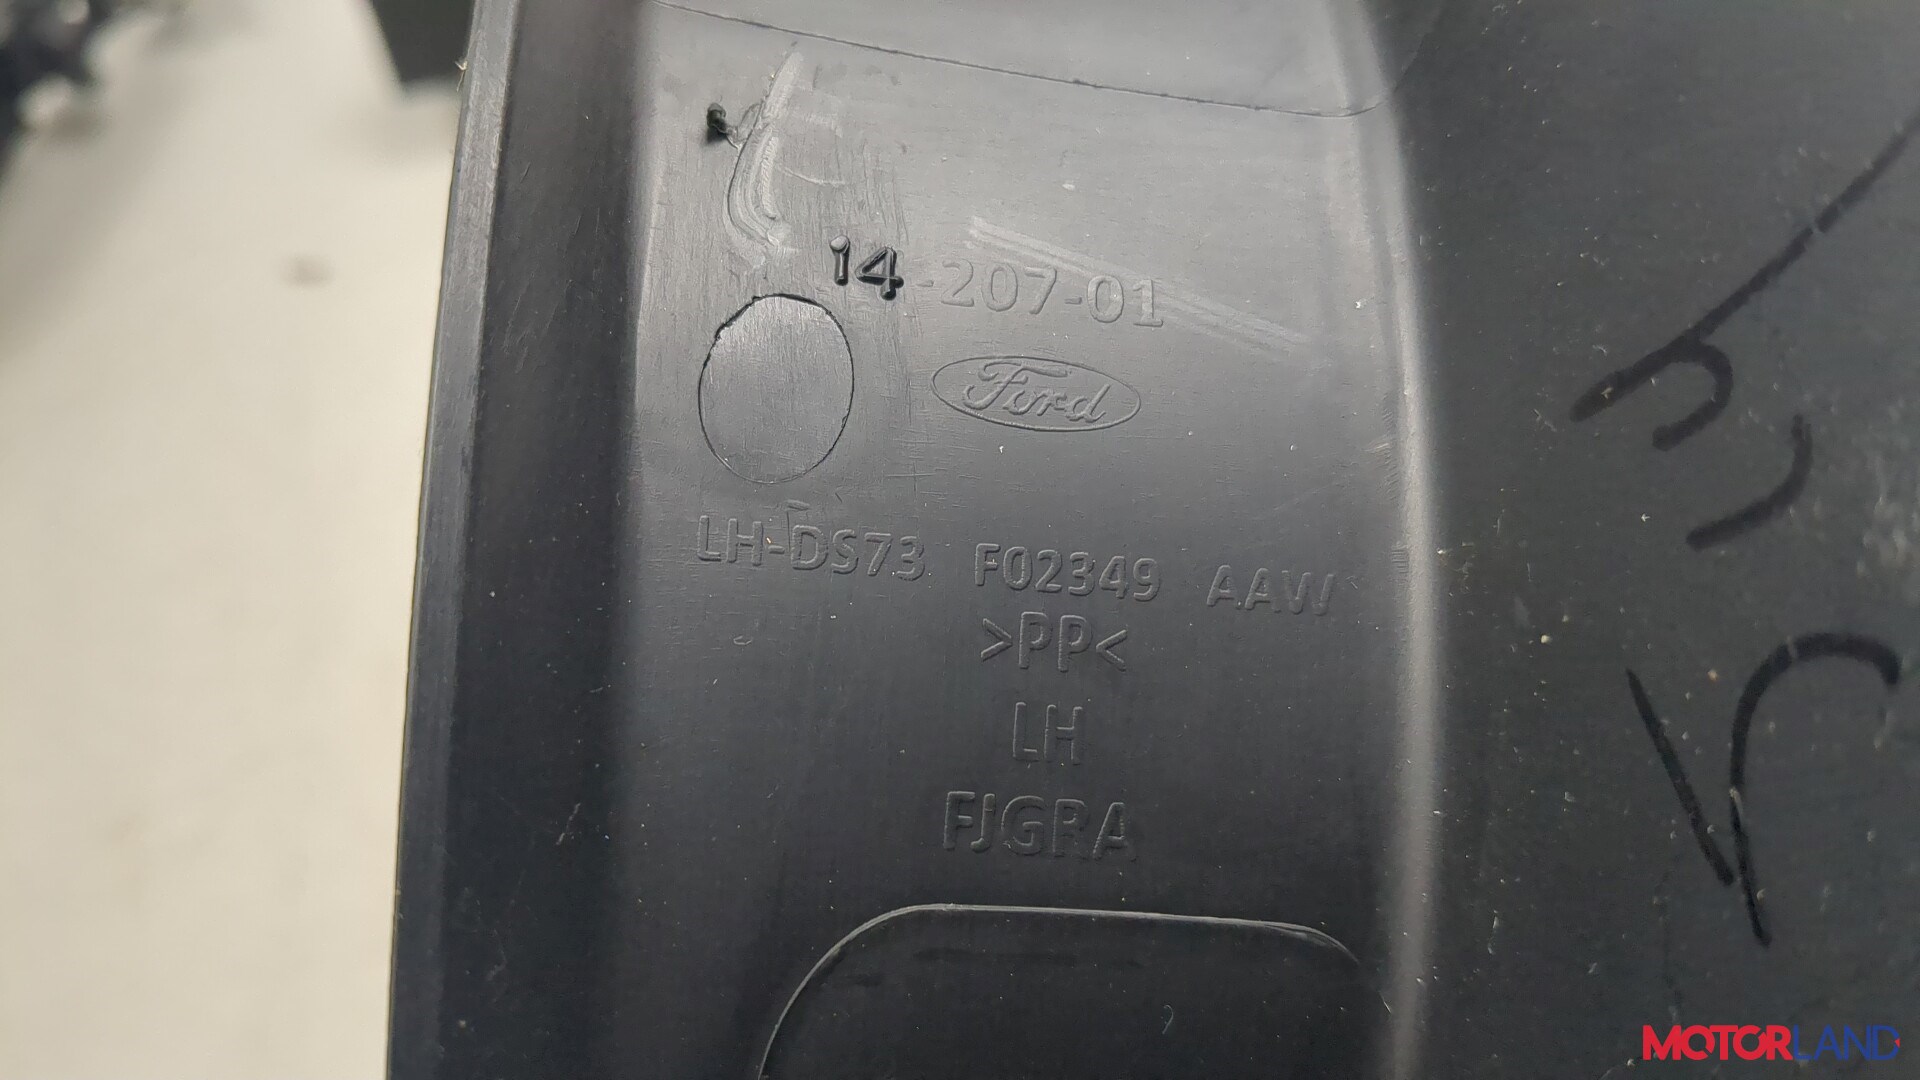 14-207-01
Ford
LH-DS73 F02349 AAW
>PP<
LH
FJGRA
MOTORLAND